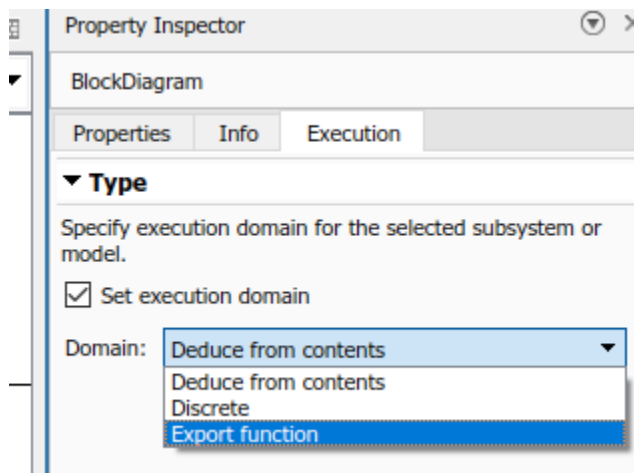 Property Inspector
BlockDiagram
Properties Info Execution
Type
Specify execution domain for the selected subsystem or
model.
Set execution domain
Domain: Deduce from contents
Deduce from contents
Discrete
Export function